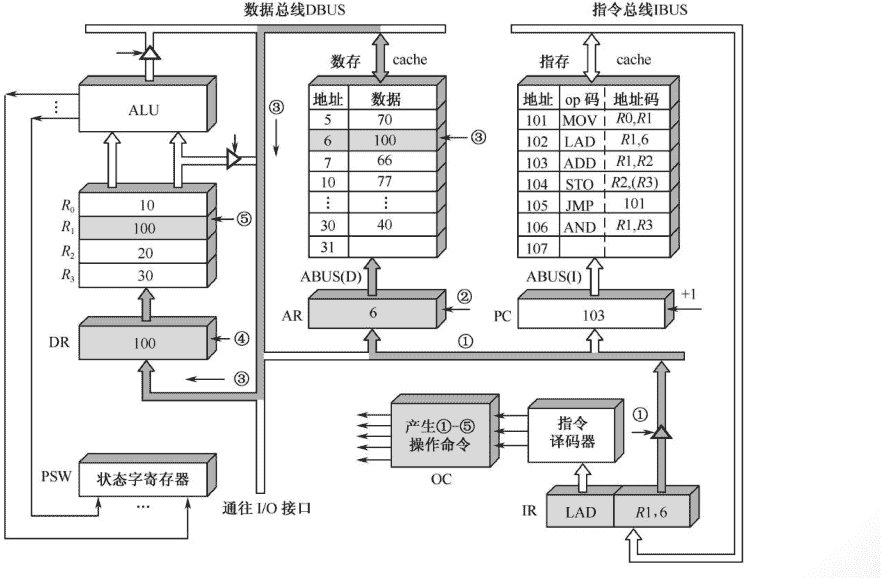 数据总线DBUS
指令总线IBUS
数存 cache
指存 cache
ALU
⋮
③
地址 数据
5 70
6 100
7 66
10 77
⋮ ⋮
30 40
31
③
地址 op 码 地址码
101 MOV R0,R1
102 LAD R1,6
103 ADD R1,R2
104 STO R2,(R3)
105 JMP 101
106 AND R1,R3
107
R0 10
R1 100
R2 20
R3 30
⑤
ABUS(D)
ABUS(I)
AR 6
②
PC 103
+1
DR 100
④
①
③
产生①-⑤
操作命令
OC
指令
译码器
①
PSW 状态字寄存器
…
通往 I/O 接口
IR LAD R1,6